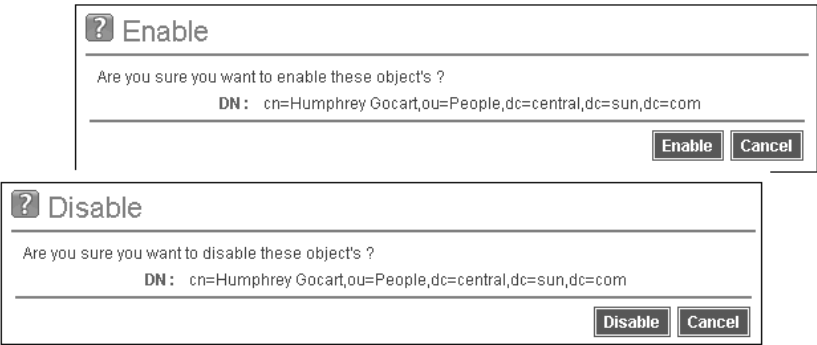 ? Enable
Are you sure you want to enable these object's ?
DN : cn=Humphrey Gocart,ou=People,dc=central,dc=sun,dc=com
Enable Cancel
? Disable
Are you sure you want to disable these object's ?
DN : cn=Humphrey Gocart,ou=People,dc=central,dc=sun,dc=com
Disable Cancel